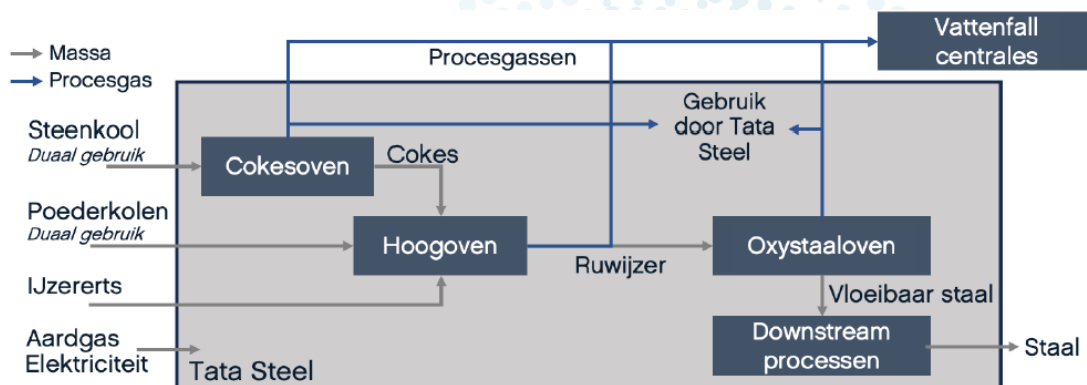 Massa
Procesgas
Procesgassen
Vattenfall
centrales
Steenkool
Duaal gebruik
Cokesoven
Cokes
Gebruik
door Tata
Steel
Poederkolen
Duaal gebruik
Hoogoven
Ruwijzer
Oxystaaloven
IJzererts
Vloeibaar staal
Aardgas
Elektriciteit
Tata Steel
Downstream
processen
Staal